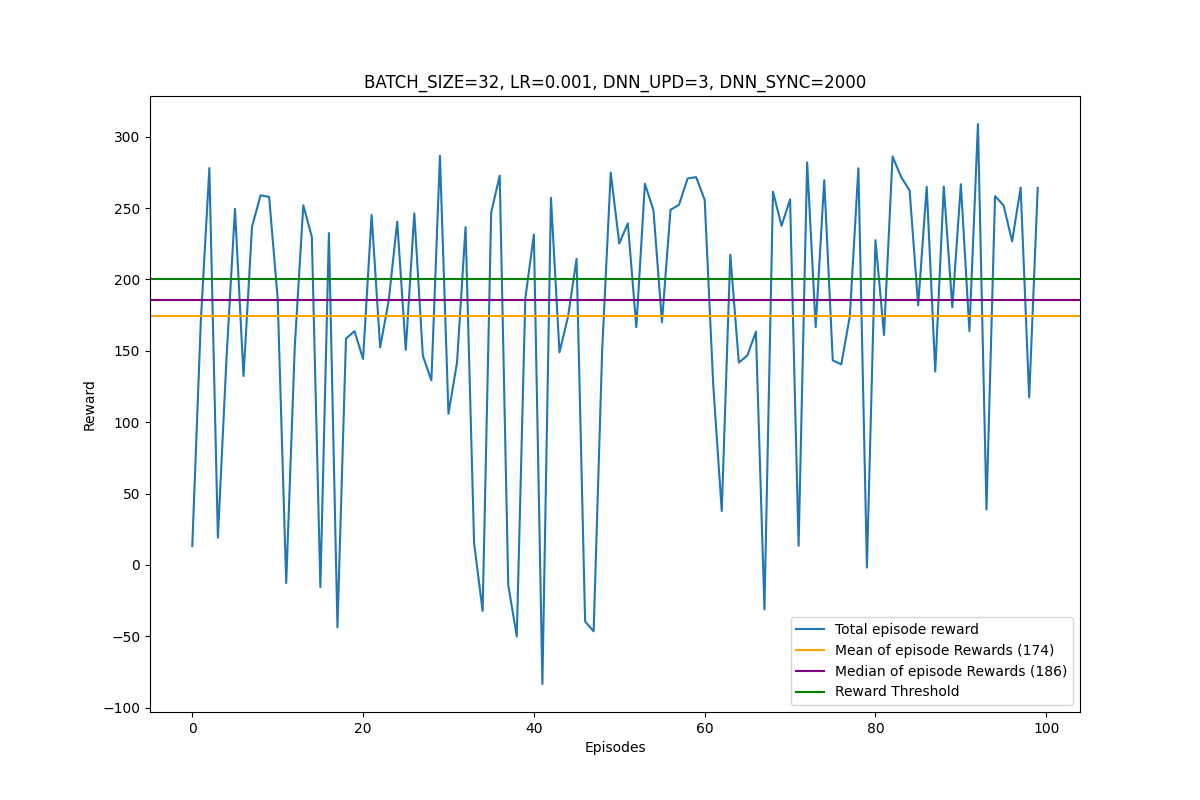 BATCH_SIZE=32, LR=0.001, DNN_UPD=3, DNN_SYNC=2000
300
250
200
150
100
50
0
−50
−100
Reward
0 20 40 60 80 100
Episodes
Total episode reward
Mean of episode Rewards (174)
Median of episode Rewards (186)
Reward Threshold